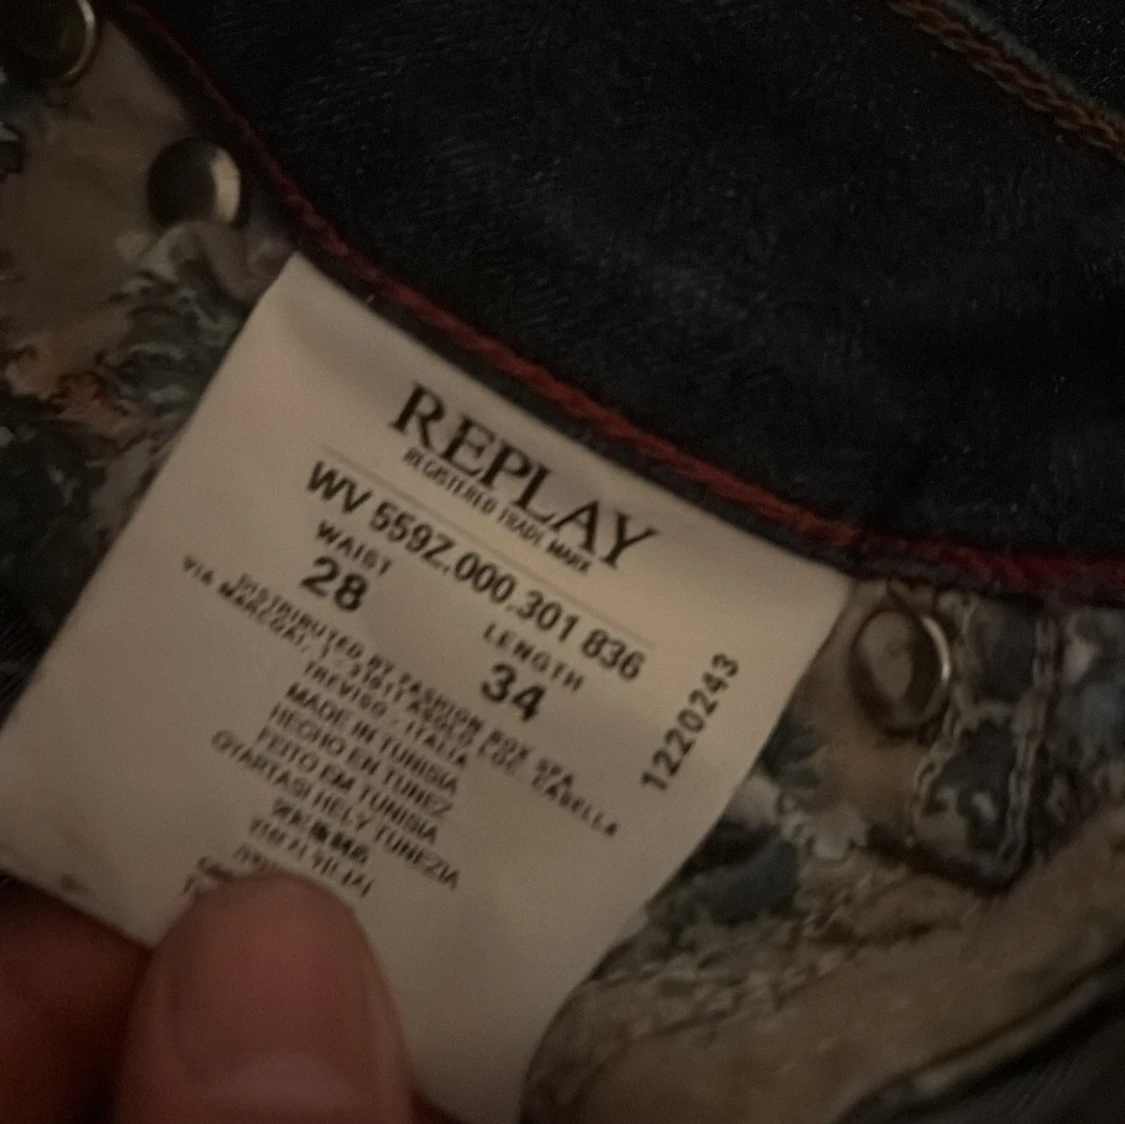 REPLAY
REGISTERED TRADE MARK
WV 559Z.000.301 836
WAIST
28
LENGTH
34
DISTRIBUTED BY FASHION BOX SPA
VIA MARCOAI, 1 - 31011 ASOLO LOC. CASELLA
TREVISO - ITALIA
MADE IN TUNISIA
HECHO EN TUNEZ
FEITO EM TUNISIA
GYARTASI HELY TUNEZIA
1220243